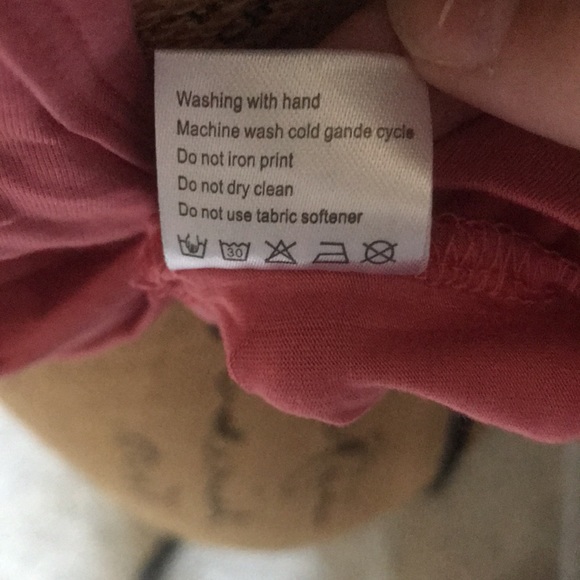 Washing with hand
Machine wash cold gande cycle
Do not iron print
Do not dry clean
Do not use tabric softener
30